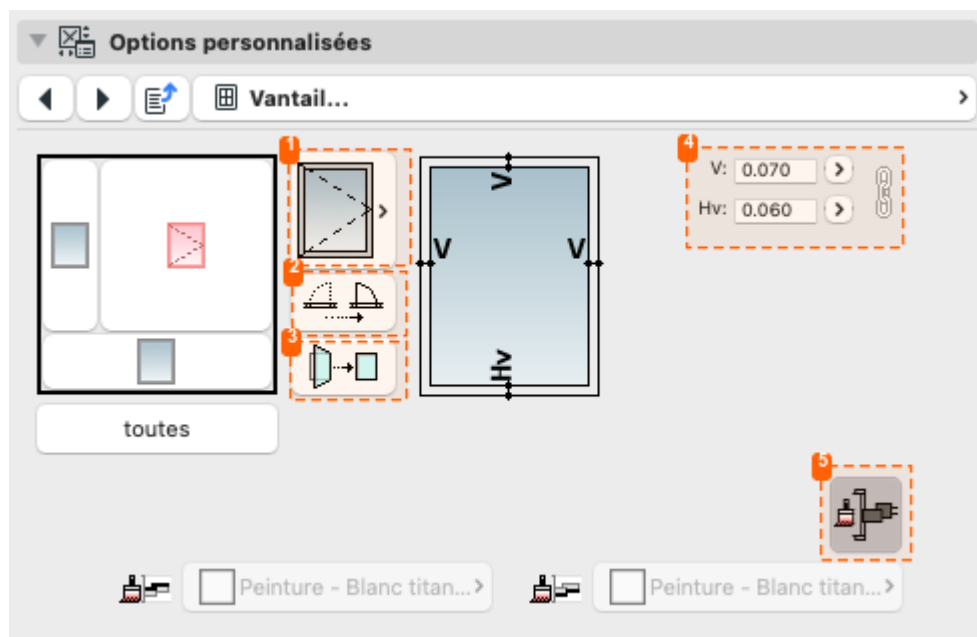 Options personnalisées
Vantail...
1
2
3
4
V: 0.070
Hv: 0.060
V
V
V
Hv
toutes
5
Peinture - Blanc titan...
Peinture - Blanc titan...